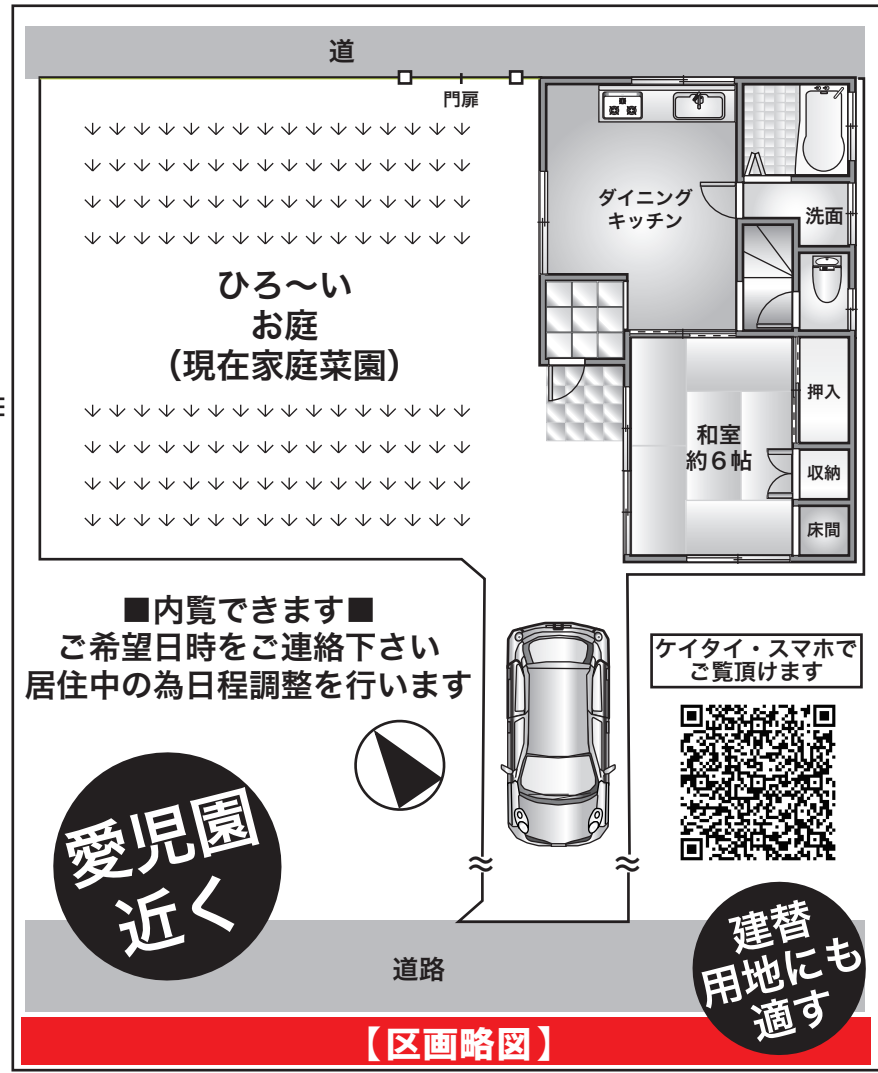 道
門扉
ダイニング
キッチン
洗面
ひろ～い
お庭
（現在家庭菜園）
押入
和室
約６帖
収納
床間
■内覧できます■
ご希望日時をご連絡下さい
居住中の為日程調整を行います
ケイタイ・スマホで
ご覧頂けます
愛児園
近く
建替
用地にも
適す
道路
【区画略図】